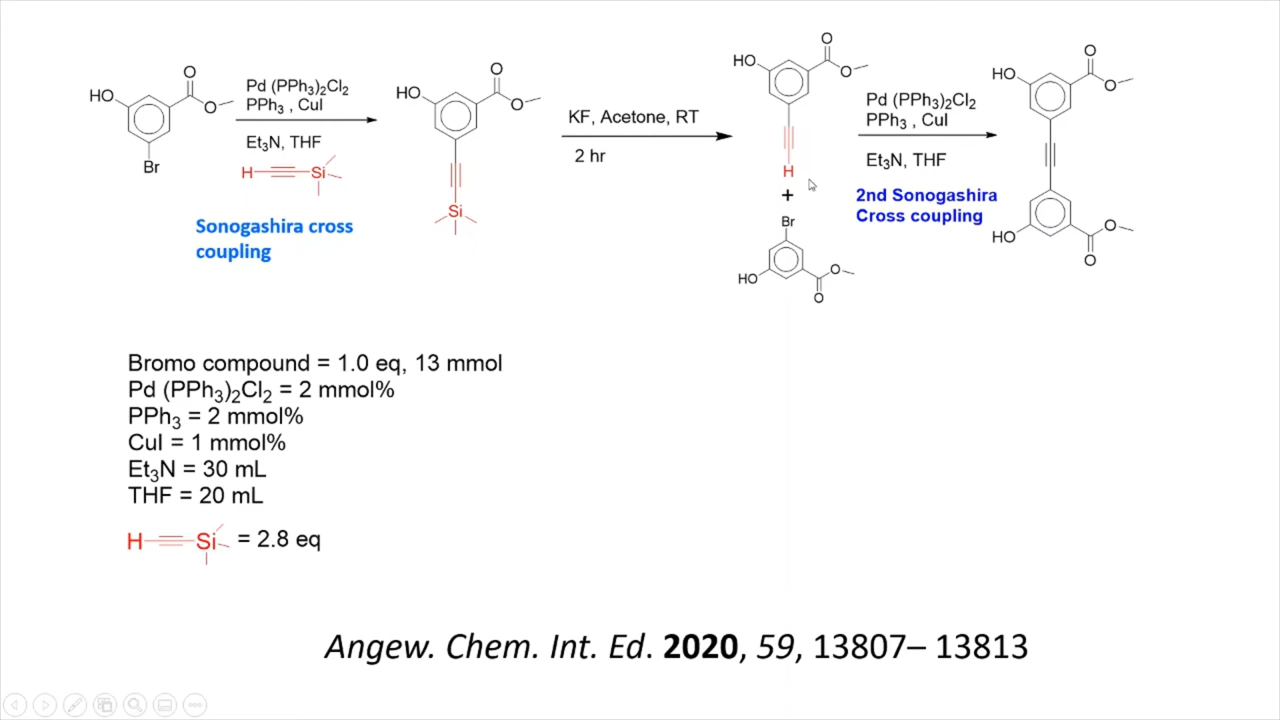 HO
O
O
Br
Pd (PPh3)2Cl2
PPh3 , CuI
Et3N, THF
H
Si
Sonogashira cross
coupling
HO
O
O
Si
KF, Acetone, RT
2 hr
HO
O
O
H
+
Br
HO
O
O
Pd (PPh3)2Cl2
PPh3 , CuI
Et3N, THF
2nd Sonogashira
Cross coupling
HO
O
O
HO
O
O
Bromo compound = 1.0 eq, 13 mmol
Pd (PPh3)2Cl2 = 2 mmol%
PPh3 = 2 mmol%
CuI = 1 mmol%
Et3N = 30 mL
THF = 20 mL
H Si = 2.8 eq
Angew. Chem. Int. Ed. 2020, 59, 13807– 13813